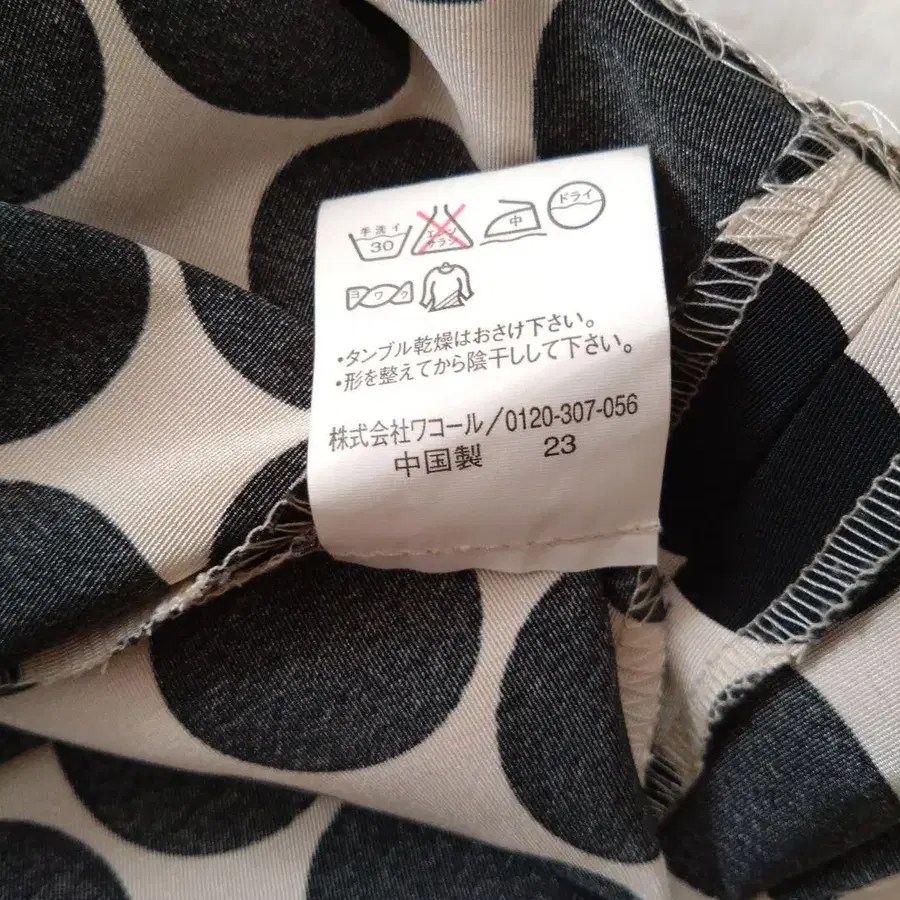 手洗イ 30 エンソサラシ 中 ドライ
ヨワク
・タンブル乾燥はおさけ下さい。
・形を整えてから陰干しして下さい。
株式会社ワコール/0120-307-056
中国製 23